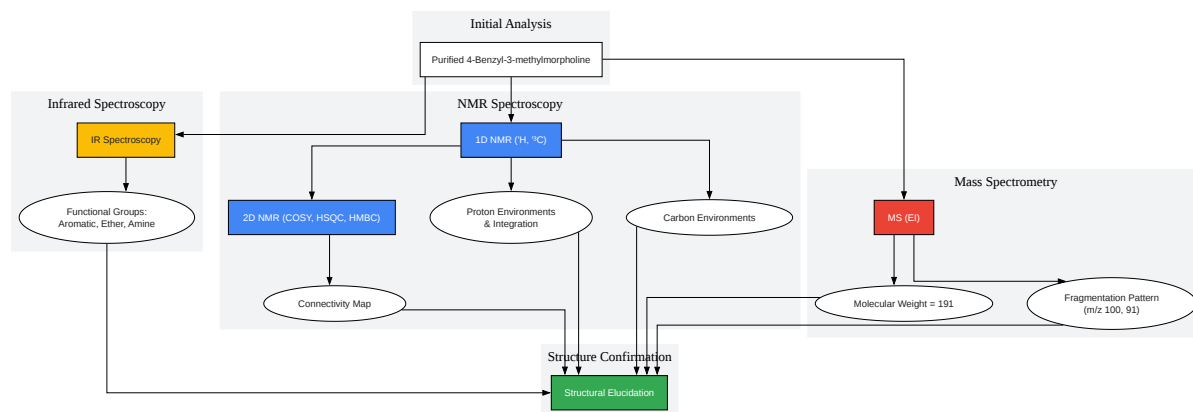 Initial Analysis
Purified 4-Benzyl-3-methylmorpholine
Infrared Spectroscopy
NMR Spectroscopy
IR Spectroscopy
1D NMR (¹H, ¹³C)
Mass Spectrometry
Functional Groups:
Aromatic, Ether, Amine
2D NMR (COSY, HSQC, HMBC)
Proton Environments
& Integration
Carbon Environments
MS (EI)
Connectivity Map
Molecular Weight = 191
Fragmentation Pattern
(m/z 100, 91)
Structure Confirmation
Structural Elucidation